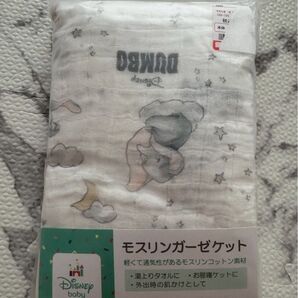 DUMBO
Disney
モスリンガーゼケット
軽くて通気性があるモスリンコットン素材
・湯上りタオルに ・お昼寝ケットに
・外出時の肌かけとして
Disney
baby